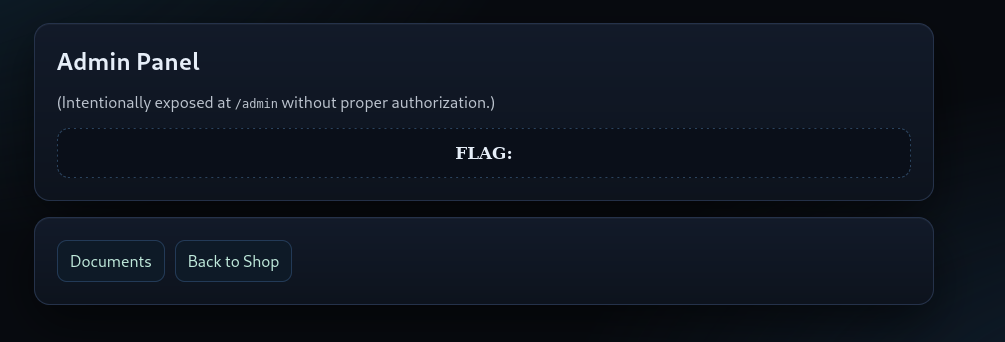 Admin Panel
(Intentionally exposed at /admin without proper authorization.)
FLAG:
Documents
Back to Shop